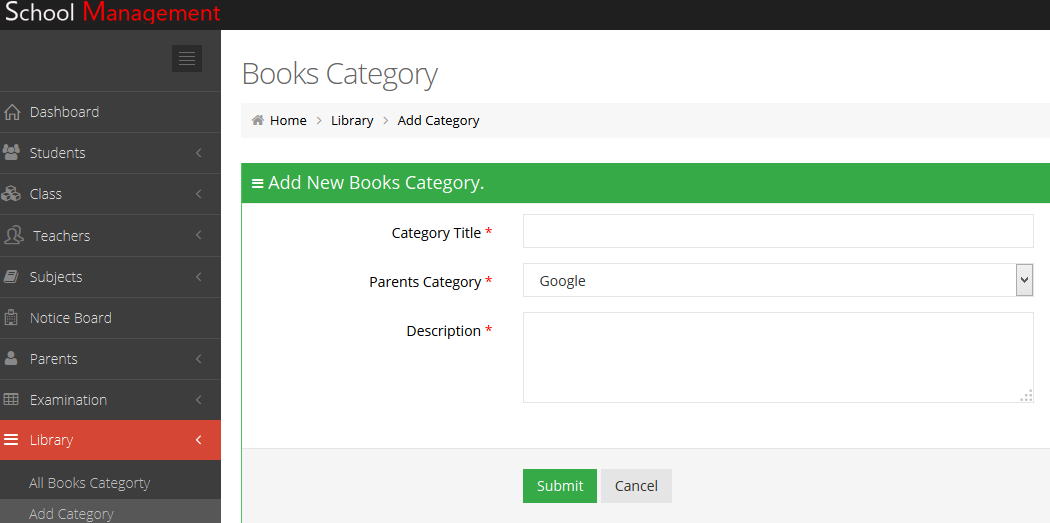 School Management
Dashboard
Students
Class
Teachers
Subjects
Notice Board
Parents
Examination
Library
All Books Categorty
Add Category
Books Category
Home > Library > Add Category
Add New Books Category.
Category Title *
Parents Category * Google
Description *
Submit Cancel